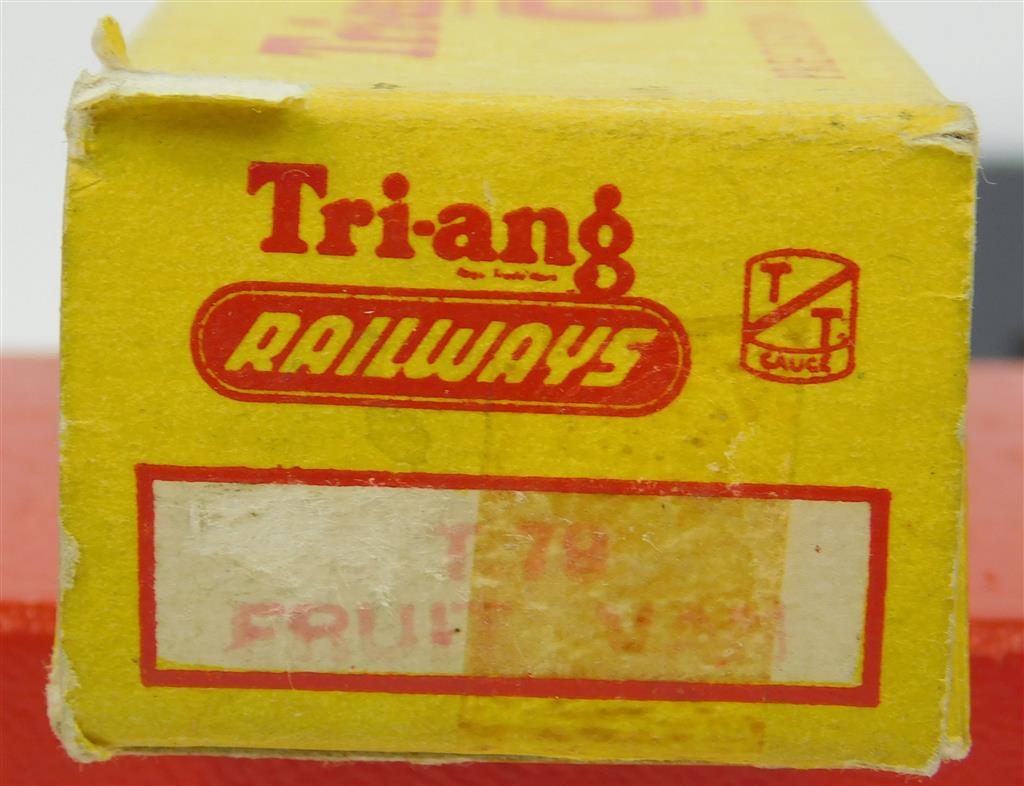 Tri-ang
RAILWAYS
T T.
GAUGE
T.78
FRUIT VAN